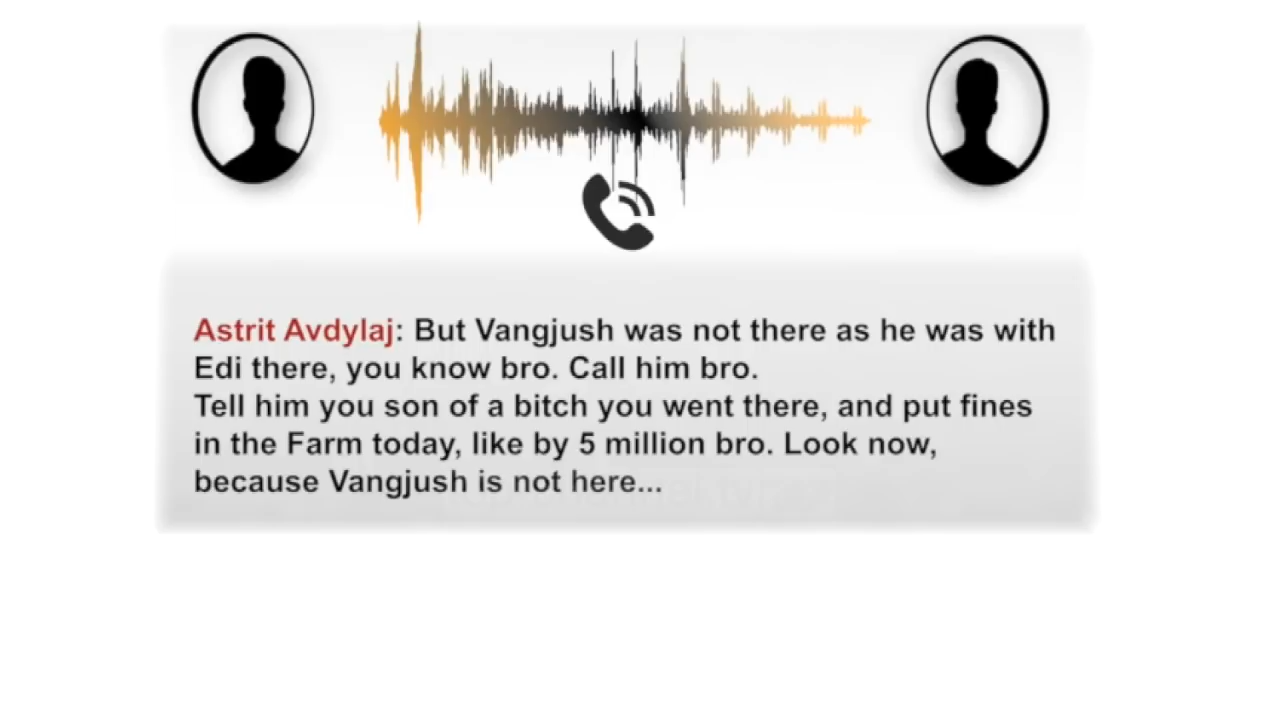 Astrit Avdylaj: But Vangjush was not there as he was with
Edi there, you know bro. Call him bro.
Tell him you son of a bitch you went there, and put fines
in the Farm today, like by 5 million bro. Look now,
because Vangjush is not here...